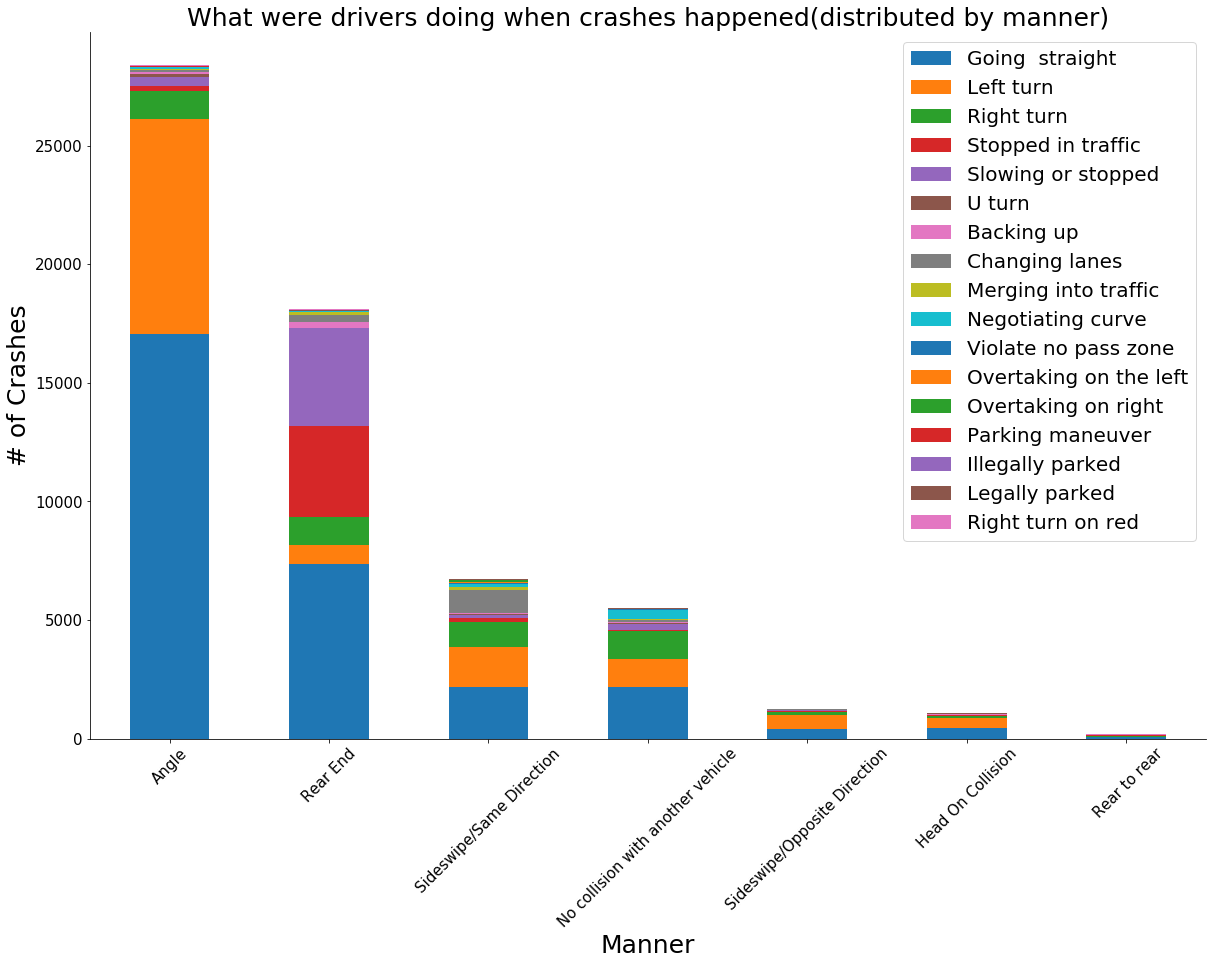 What were drivers doing when crashes happened(distributed by manner)
# of Crashes
25000
20000
15000
10000
5000
0
Going  straight
Left turn
Right turn
Stopped in traffic
Slowing or stopped
U turn
Backing up
Changing lanes
Merging into traffic
Negotiating curve
Violate no pass zone
Overtaking on the left
Overtaking on right
Parking maneuver
Illegally parked
Legally parked
Right turn on red
Angle
Rear End
Sideswipe/Same Direction
No collision with another vehicle
Sideswipe/Opposite Direction
Head On Collision
Rear to rear
Manner